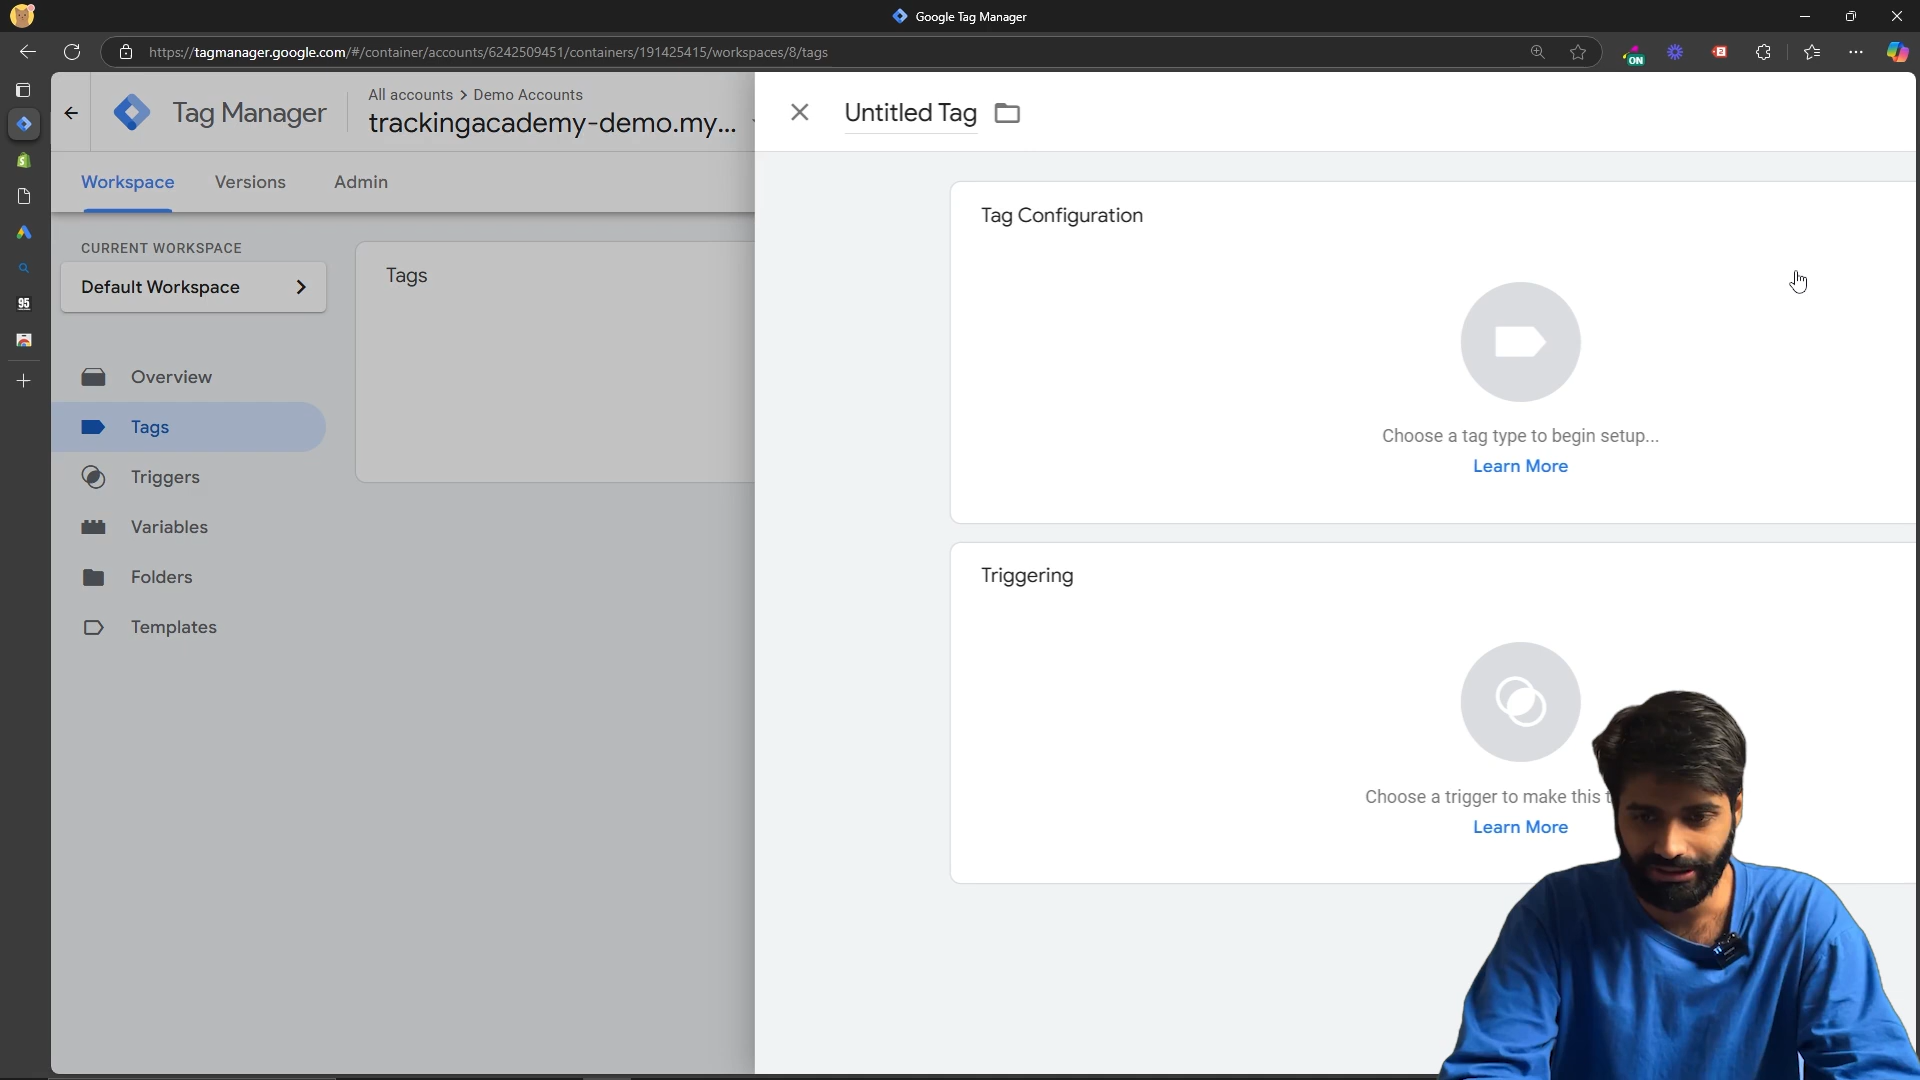 Google Tag Manager
https://tagmanager.google.com/#/container/accounts/6242509451/containers/191425415/workspaces/8/tags
ON
Tag Manager
All accounts > Demo Accounts
trackingacademy-demo.my...
Untitled Tag
Workspace
Versions
Admin
CURRENT WORKSPACE
Default Workspace
Tags
Overview
Tags
Triggers
Variables
Folders
Templates
Tag Configuration
Choose a tag type to begin setup...
Learn More
Triggering
Choose a trigger to make this
Learn More
95